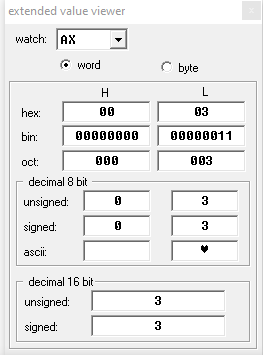 extended value viewer x
watch: AX
word byte
H L
hex: 00 03
bin: 00000000 00000011
oct: 000 003
decimal 8 bit
unsigned: 0 3
signed: 0 3
ascii: ♥
decimal 16 bit
unsigned: 3
signed: 3